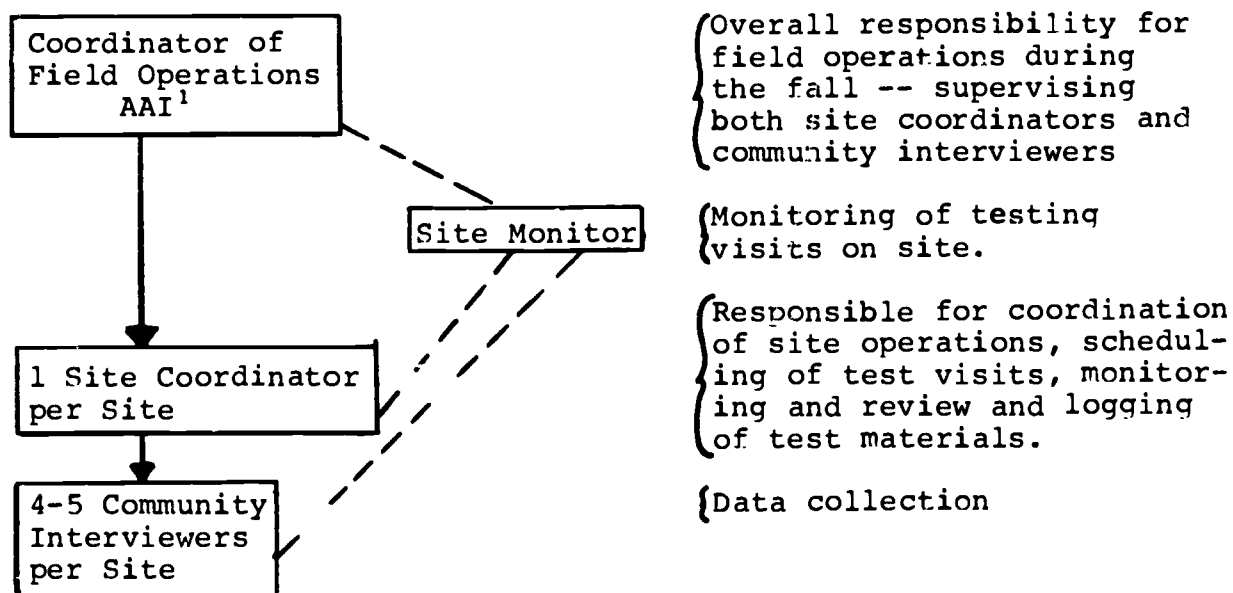 Coordinator of
Field Operations
AAI¹
Overall responsibility for
field operations during
the fall -- supervising
both site coordinators and
community interviewers
Site Monitor
Monitoring of testing
visits on site.
1 Site Coordinator
per Site
Responsible for coordination
of site operations, schedul-
ing of test visits, monitor-
ing and review and logging
of test materials.
4-5 Community
Interviewers
per Site
Data collection